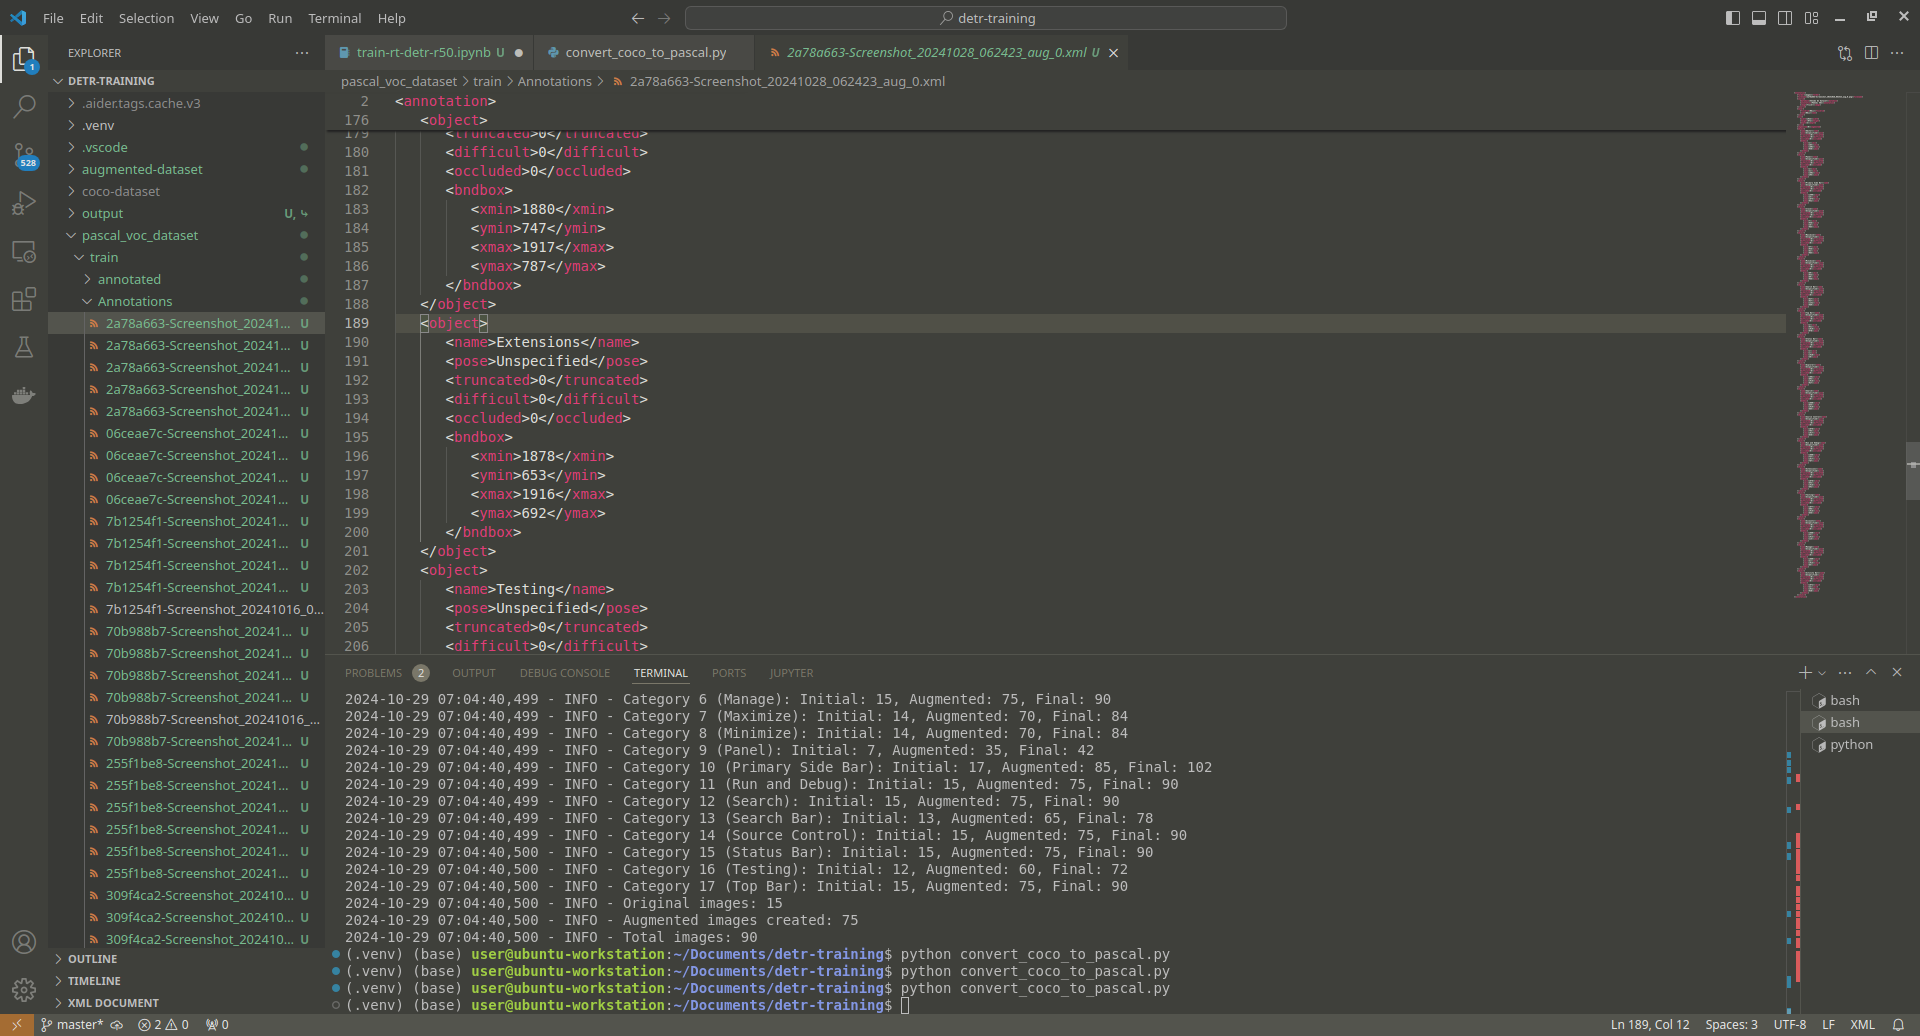 File Edit Selection View Go Run Terminal Help
detr-training
EXPLORER
train-rt-detr-r50.ipynb U
convert_coco_to_pascal.py
2a78a663-Screenshot_20241028_062423_aug_0.xml U
DETR-TRAINING
pascal_voc_dataset > train > Annotations > 2a78a663-Screenshot_20241028_062423_aug_0.xml
1
.aider.tags.cache.v3
.venv
.vscode
528
augmented-dataset
coco-dataset
output U,
pascal_voc_dataset
train
annotated
Annotations
2a78a663-Screenshot_20241... U
2a78a663-Screenshot_20241... U
2a78a663-Screenshot_20241... U
2a78a663-Screenshot_20241... U
2a78a663-Screenshot_20241... U
06ceae7c-Screenshot_20241... U
06ceae7c-Screenshot_20241... U
06ceae7c-Screenshot_20241... U
06ceae7c-Screenshot_20241... U
7b1254f1-Screenshot_20241... U
7b1254f1-Screenshot_20241... U
7b1254f1-Screenshot_20241... U
7b1254f1-Screenshot_20241... U
7b1254f1-Screenshot_20241016_0...
70b988b7-Screenshot_20241... U
70b988b7-Screenshot_20241... U
70b988b7-Screenshot_20241... U
70b988b7-Screenshot_20241... U
70b988b7-Screenshot_20241016_...
70b988b7-Screenshot_20241... U
255f1be8-Screenshot_20241... U
255f1be8-Screenshot_20241... U
255f1be8-Screenshot_20241... U
255f1be8-Screenshot_20241... U
255f1be8-Screenshot_20241... U
255f1be8-Screenshot_20241... U
309f4ca2-Screenshot_202410... U
309f4ca2-Screenshot_202410... U
309f4ca2-Screenshot_202410... U
OUTLINE
TIMELINE
XML DOCUMENT
2 <annotation>
176 <object>
179 <truncated>0</truncated>
180 <difficult>0</difficult>
181 <occluded>0</occluded>
182 <bndbox>
183 <xmin>1880</xmin>
184 <ymin>747</ymin>
185 <xmax>1917</xmax>
186 <ymax>787</ymax>
187 </bndbox>
188 </object>
189 <object>
190 <name>Extensions</name>
191 <pose>Unspecified</pose>
192 <truncated>0</truncated>
193 <difficult>0</difficult>
194 <occluded>0</occluded>
195 <bndbox>
196 <xmin>1878</xmin>
197 <ymin>653</ymin>
198 <xmax>1916</xmax>
199 <ymax>692</ymax>
200 </bndbox>
201 </object>
202 <object>
203 <name>Testing</name>
204 <pose>Unspecified</pose>
205 <truncated>0</truncated>
206 <difficult>0</difficult>
PROBLEMS 2 OUTPUT DEBUG CONSOLE TERMINAL PORTS JUPYTER
2024-10-29 07:04:40,499 - INFO - Category 6 (Manage): Initial: 15, Augmented: 75, Final: 90
2024-10-29 07:04:40,499 - INFO - Category 7 (Maximize): Initial: 14, Augmented: 70, Final: 84
2024-10-29 07:04:40,499 - INFO - Category 8 (Minimize): Initial: 14, Augmented: 70, Final: 84
2024-10-29 07:04:40,499 - INFO - Category 9 (Panel): Initial: 7, Augmented: 35, Final: 42
2024-10-29 07:04:40,499 - INFO - Category 10 (Primary Side Bar): Initial: 17, Augmented: 85, Final: 102
2024-10-29 07:04:40,499 - INFO - Category 11 (Run and Debug): Initial: 15, Augmented: 75, Final: 90
2024-10-29 07:04:40,499 - INFO - Category 12 (Search): Initial: 15, Augmented: 75, Final: 90
2024-10-29 07:04:40,499 - INFO - Category 13 (Search Bar): Initial: 13, Augmented: 65, Final: 78
2024-10-29 07:04:40,499 - INFO - Category 14 (Source Control): Initial: 15, Augmented: 75, Final: 90
2024-10-29 07:04:40,500 - INFO - Category 15 (Status Bar): Initial: 15, Augmented: 75, Final: 90
2024-10-29 07:04:40,500 - INFO - Category 16 (Testing): Initial: 12, Augmented: 60, Final: 72
2024-10-29 07:04:40,500 - INFO - Category 17 (Top Bar): Initial: 15, Augmented: 75, Final: 90
2024-10-29 07:04:40,500 - INFO - Original images: 15
2024-10-29 07:04:40,500 - INFO - Augmented images created: 75
2024-10-29 07:04:40,500 - INFO - Total images: 90
(.venv) (base) user@ubuntu-workstation:~/Documents/detr-training$ python convert_coco_to_pascal.py
(.venv) (base) user@ubuntu-workstation:~/Documents/detr-training$ python convert_coco_to_pascal.py
(.venv) (base) user@ubuntu-workstation:~/Documents/detr-training$ python convert_coco_to_pascal.py
(.venv) (base) user@ubuntu-workstation:~/Documents/detr-training$
bash
bash
python
master* 2 0 0
Ln 189, Col 12 Spaces: 3 UTF-8 LF XML